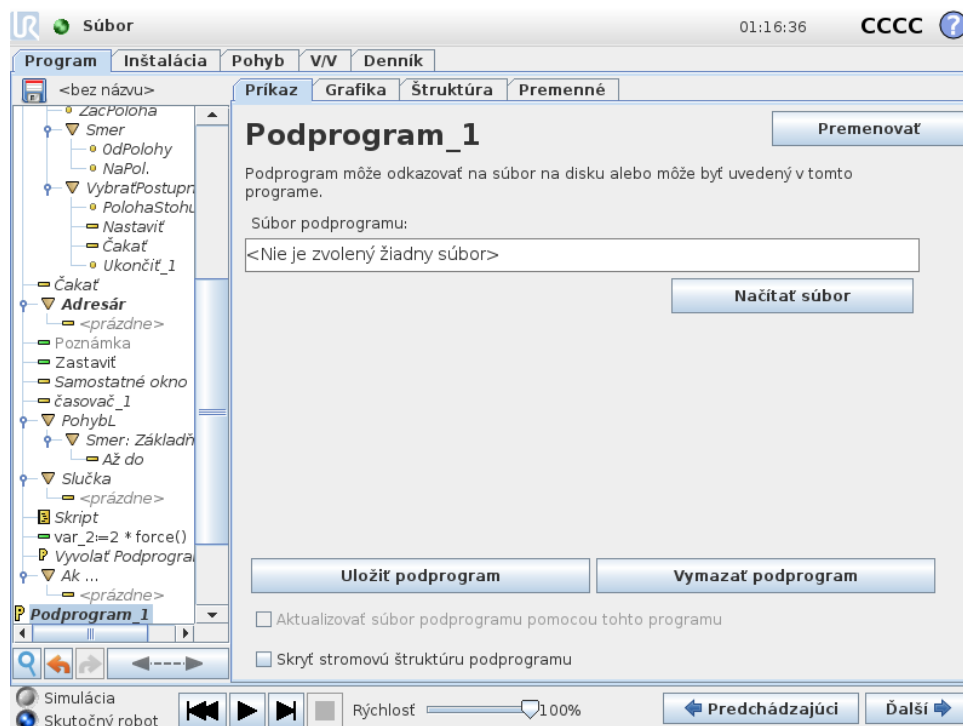 UR Súbor 01:16:36 CCCC ?
Program Inštalácia Pohyb V/V Denník
<bez názvu> Príkaz Grafika Štruktúra Premenné
ZacPoloha
Smer
OdPolohy
NaPol.
VybraťPostupn
PolohaStohu
Nastaviť
Čakať
Ukončiť_1
Čakať
Adresár
<prázdne>
Poznámka
Zastaviť
Samostatné okno
časovač_1
PohybL
Smer: Základň
Až do
Slučka
<prázdne>
Skript
var_2≔2 * force()
Vyvolať Podprogra
Ak ...
<prázdne>
Podprogram_1
Podprogram_1
Premenovať
Podprogram môže odkazovať na súbor na disku alebo môže byť uvedený v tomto
programe.
Súbor podprogramu:
<Nie je zvolený žiadny súbor>
Načítať súbor
Uložiť podprogram Vymazať podprogram
Aktualizovať súbor podprogramu pomocou tohto programu
Skryť stromovú štruktúru podprogramu
Simulácia
Skutočný robot
Rýchlosť 100%
Predchádzajúci Ďalší